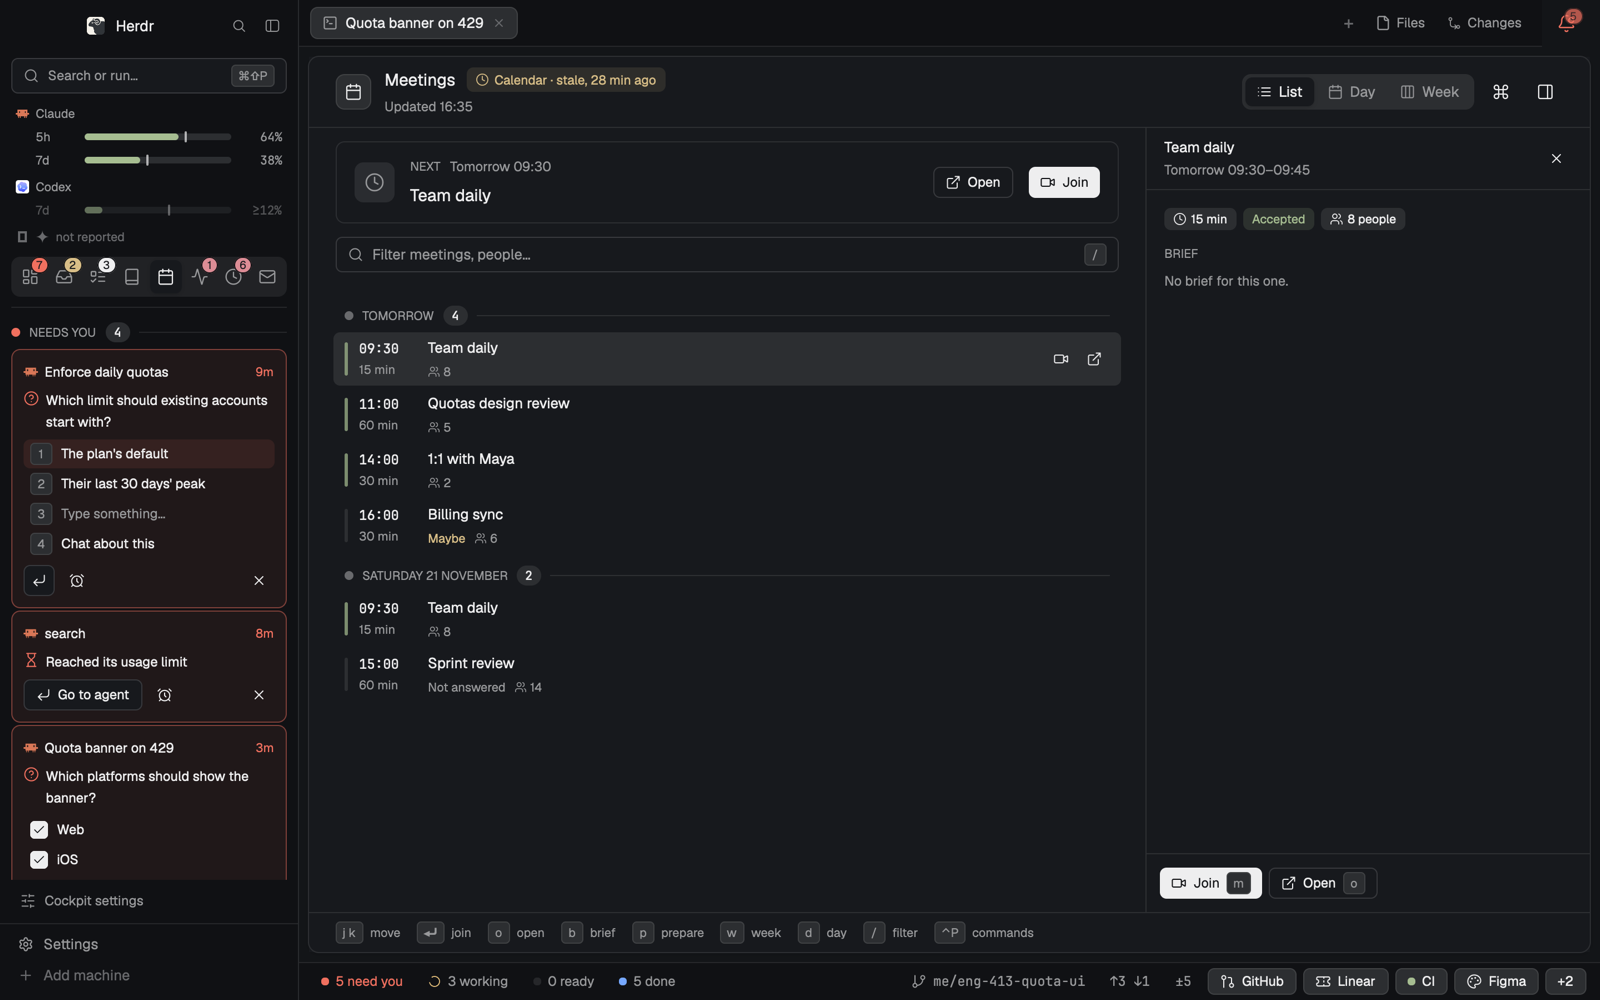 Herdr
Search or run...
⌘⇧P
Claude
5h 64%
7d 38%
Codex
7d ≥12%
not reported
7 2 3 1 6
NEEDS YOU 4
Enforce daily quotas 9m
Which limit should existing accounts
start with?
1 The plan's default
2 Their last 30 days' peak
3 Type something...
4 Chat about this
search 8m
Reached its usage limit
Go to agent
Quota banner on 429 3m
Which platforms should show the
banner?
Web
iOS
Cockpit settings
Settings
Add machine
Quota banner on 429
Files
Changes
5
Meetings
Calendar · stale, 28 min ago
Updated 16:35
List
Day
Week
NEXT Tomorrow 09:30
Team daily
Open
Join
Filter meetings, people...
/
TOMORROW 4
09:30 Team daily
15 min 8
11:00 Quotas design review
60 min 5
14:00 1:1 with Maya
30 min 2
16:00 Billing sync
30 min Maybe 6
SATURDAY 21 NOVEMBER 2
09:30 Team daily
15 min 8
15:00 Sprint review
60 min Not answered 14
Team daily
Tomorrow 09:30–09:45
15 min
Accepted
8 people
BRIEF
No brief for this one.
Join m
Open o
j k move
join
o open
b brief
p prepare
w week
d day
/ filter
^P commands
5 need you
3 working
0 ready
5 done
me/eng-413-quota-ui
↑3 ↓1
±5
GitHub
Linear
CI
Figma
+2